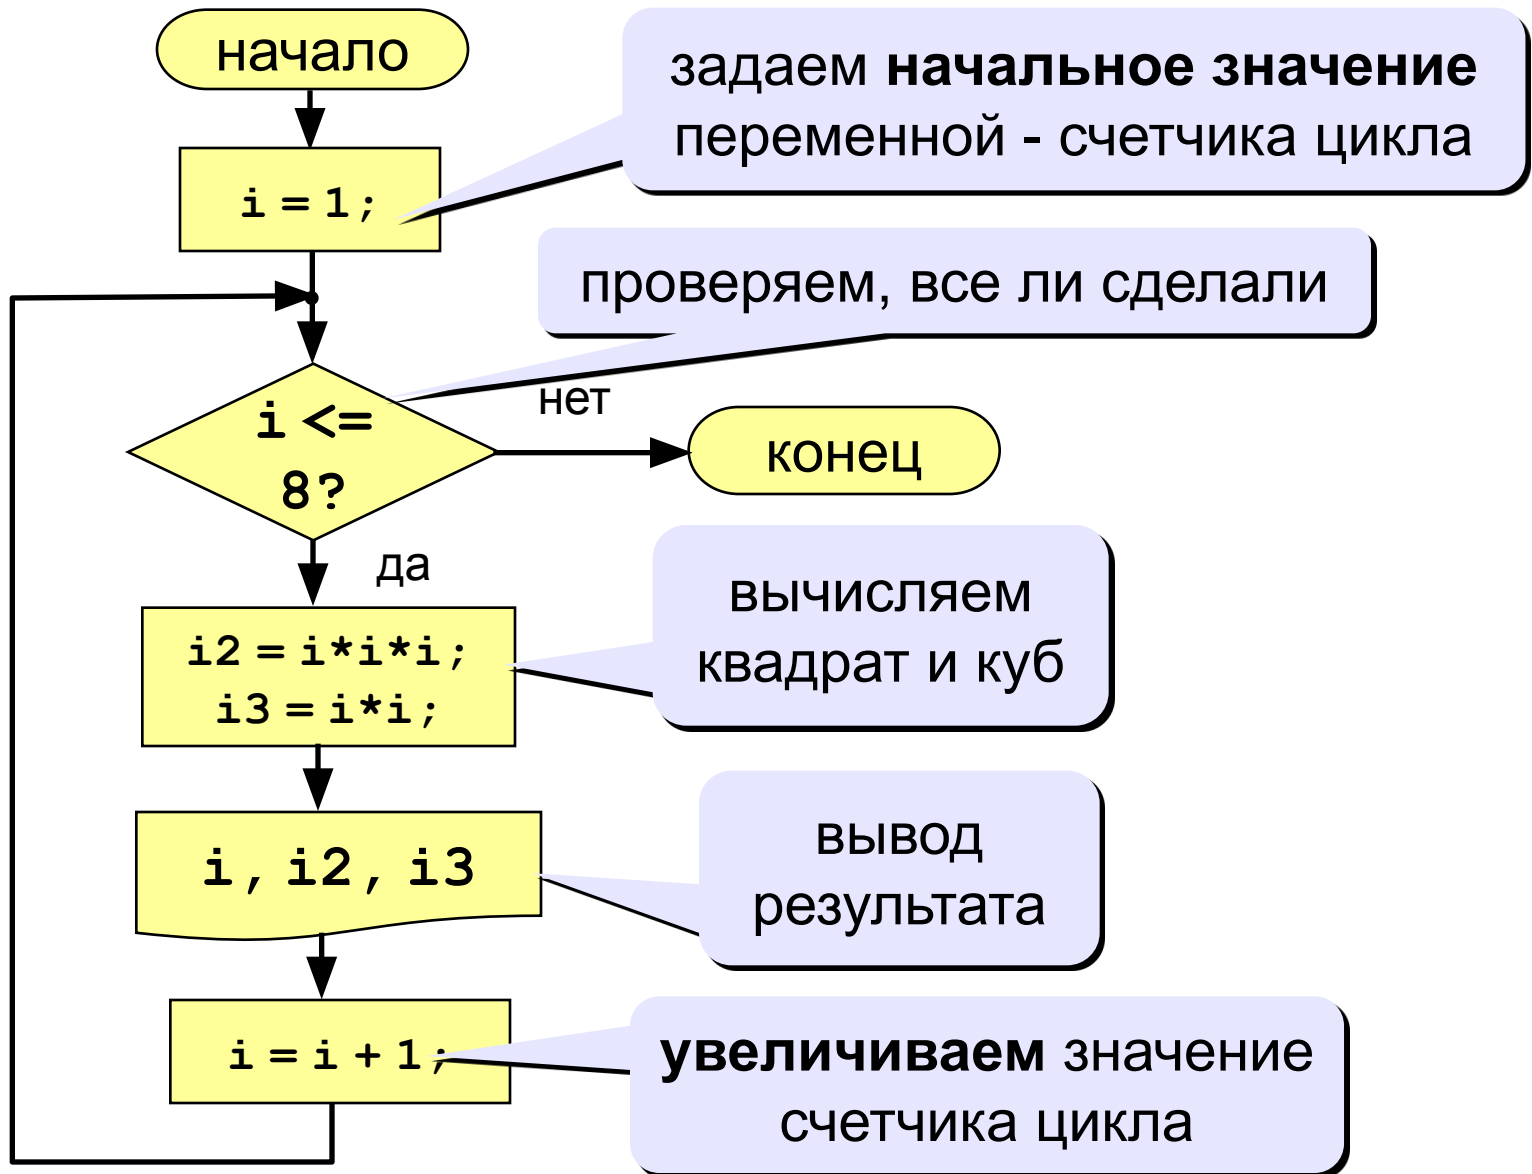 начало
задаем начальное значение
переменной - счетчика цикла
i = 1;
проверяем, все ли сделали
i <=
8?
нет
конец
да
вычисляем
квадрат и куб
i2 = i*i*i;
i3 = i*i;
i, i2, i3
вывод
результата
i = i + 1;
увеличиваем значение
счетчика цикла